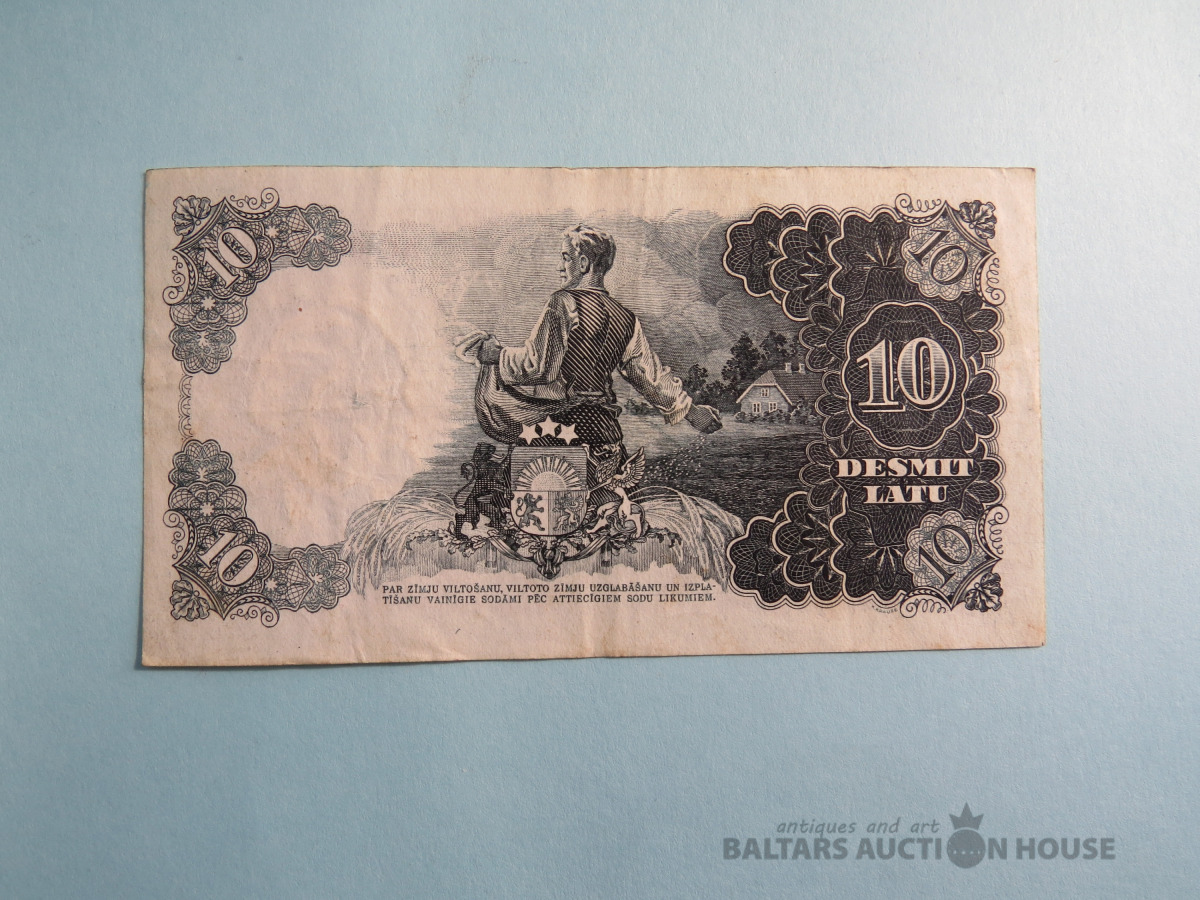 10
10
10
DESMIT
LATU
10
10
PAR ZĪMJU VILTOŠANU, VILTOTO ZĪMJU UZGLABĀŠANU UN IZPLA-
TĪŠANU VAINĪGIE SODĀMI PĒC ATTIECĪGIEM SODU LIKUMIEM.
antiques and art
BALTARS AUCTION HOUSE